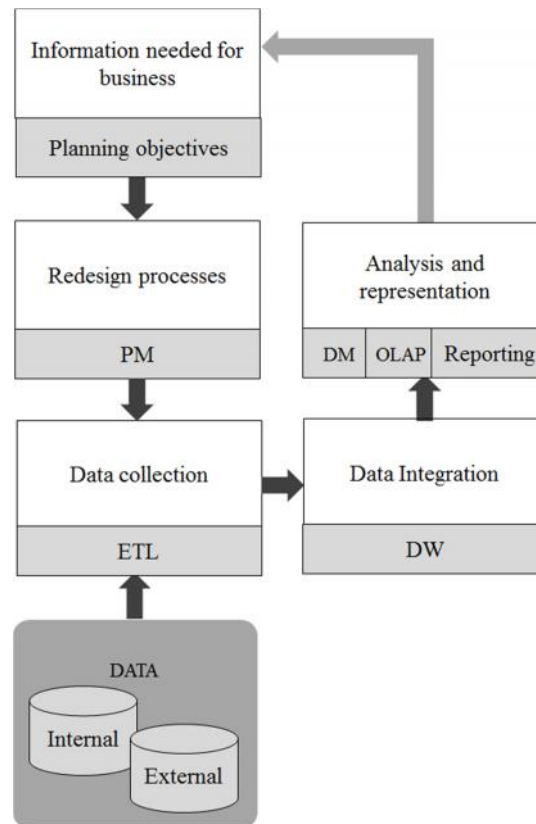 Information needed for
business
Planning objectives
Redesign processes
PM
Data collection
ETL
DATA
Internal
External
Data Integration
DW
Analysis and
representation
DM
OLAP
Reporting